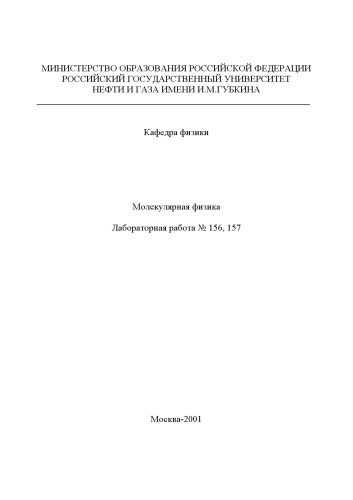 МИНИСТЕРСТВО ОБРАЗОВАНИЯ РОССИЙСКОЙ ФЕДЕРАЦИИ
РОССИЙСКИЙ ГОСУДАРСТВЕННЫЙ УНИВЕРСИТЕТ
НЕФТИ И ГАЗА ИМЕНИ И.М.ГУБКИНА
Кафедра физики
Молекулярная физика
Лабораторная работа № 156, 157
Москва-2001